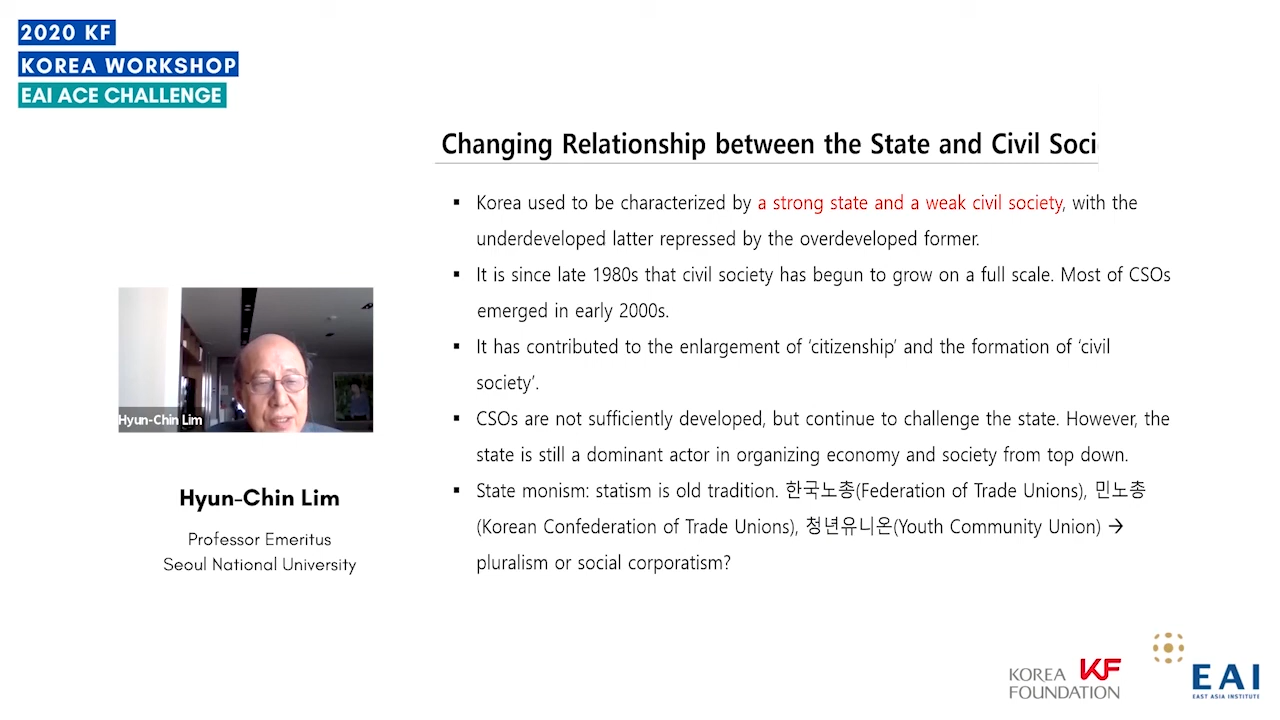 2020 KF
KOREA WORKSHOP
EAI ACE CHALLENGE
Changing Relationship between the State and Civil Soci
▪ Korea used to be characterized by a strong state and a weak civil society, with the
underdeveloped latter repressed by the overdeveloped former.
▪ It is since late 1980s that civil society has begun to grow on a full scale. Most of CSOs
emerged in early 2000s.
▪ It has contributed to the enlargement of ‘citizenship’ and the formation of ‘civil
society’.
▪ CSOs are not sufficiently developed, but continue to challenge the state. However, the
state is still a dominant actor in organizing economy and society from top down.
▪ State monism: statism is old tradition. 한국노총(Federation of Trade Unions), 민노총
(Korean Confederation of Trade Unions), 청년유니온(Youth Community Union) →
pluralism or social corporatism?
Hyun-Chin Lim
Hyun-Chin Lim
Professor Emeritus
Seoul National University
KOREA KF
FOUNDATION
EAI
EAST ASIA INSTITUTE